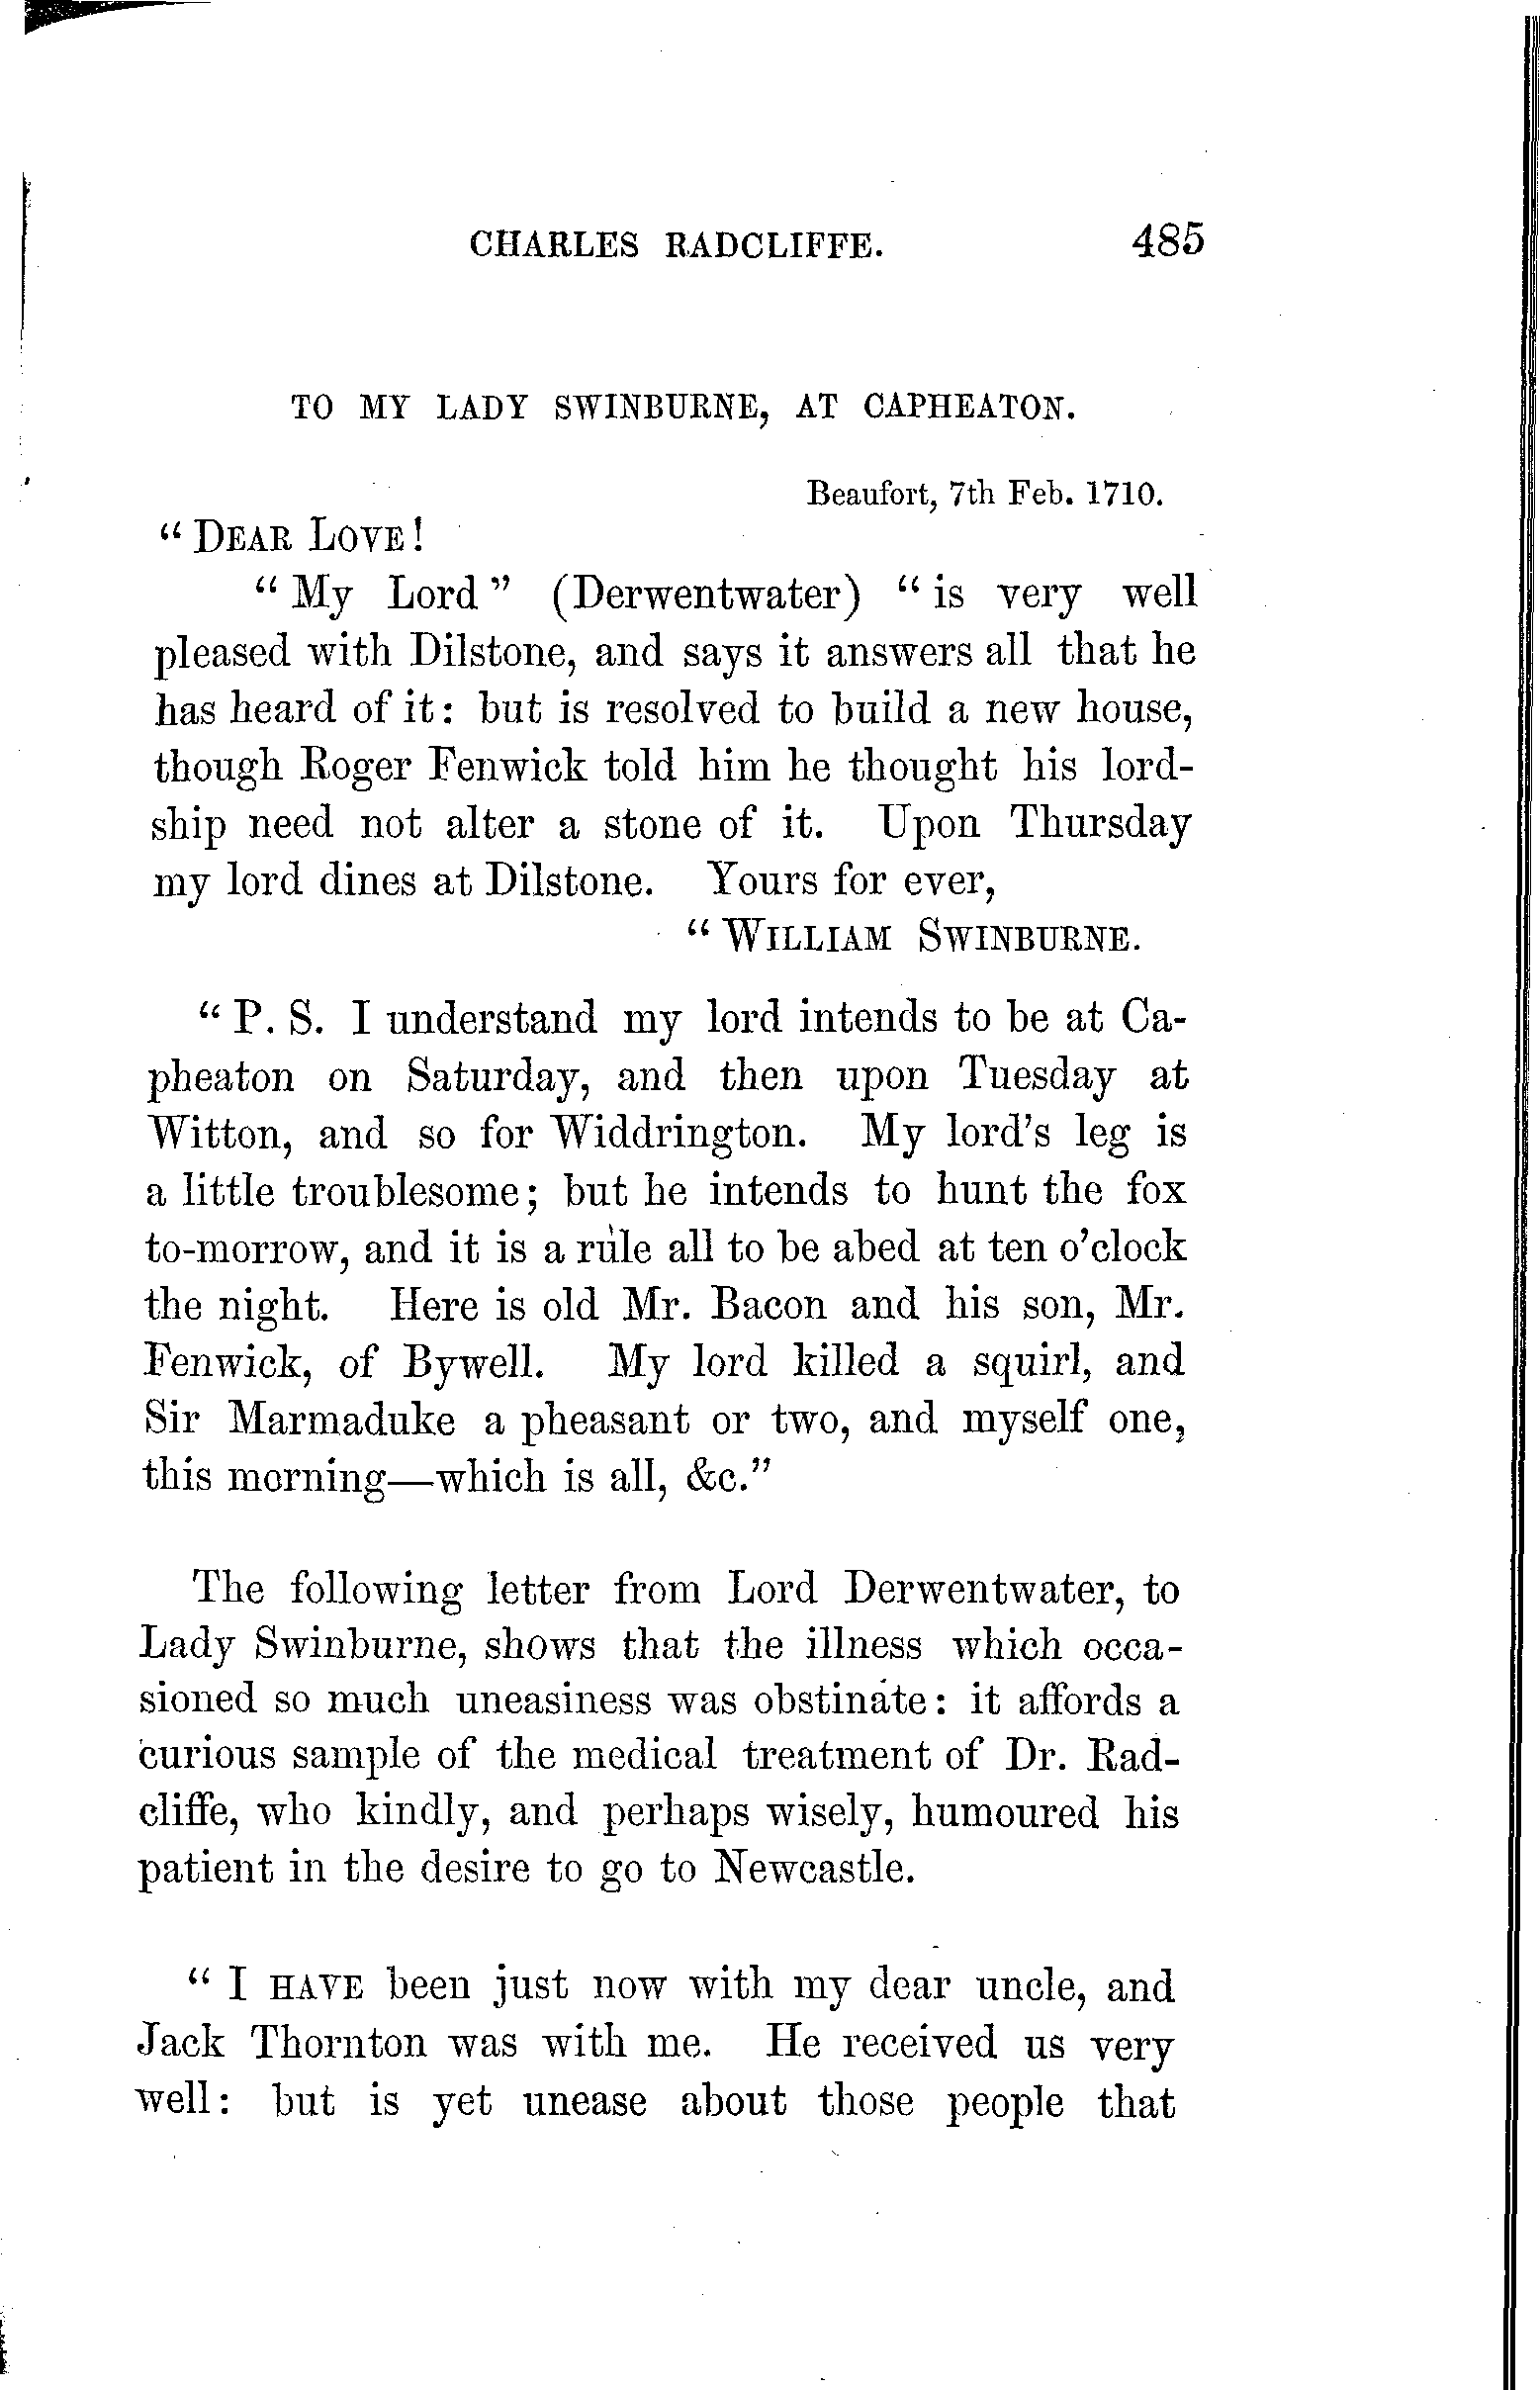 CHARLES RADCLIFFE. 485
TO MY LADY SWINBURNE, AT CAPHEATON.
Beaufort, 7th Feb. 1710.
“DEAR LOVE!
“My Lord” (Derwentwater) “is very well
pleased with Dilstone, and says it answers all that he
has heard of it: but is resolved to build a new house,
though Roger Fenwick told him he thought his lord-
ship need not alter a stone of it. Upon Thursday
my lord dines at Dilstone. Yours for ever,
“WILLIAM SWINBURNE.
“P. S. I understand my lord intends to be at Ca-
pheaton on Saturday, and then upon Tuesday at
Witton, and so for Widdrington. My lord's leg is
a little troublesome; but he intends to hunt the fox
to-morrow, and it is a rule all to be abed at ten o'clock
the night. Here is old Mr. Bacon and his son, Mr.
Fenwick, of Bywell. My lord killed a squirl, and
Sir Marmaduke a pheasant or two, and myself one,
this morning—which is all, &c.”
The following letter from Lord Derwentwater, to
Lady Swinburne, shows that the illness which occa-
sioned so much uneasiness was obstinate: it affords a
curious sample of the medical treatment of Dr. Rad-
cliffe, who kindly, and perhaps wisely, humoured his
patient in the desire to go to Newcastle.
“I HAVE been just now with my dear uncle, and
Jack Thornton was with me. He received us very
well: but is yet unease about those people that